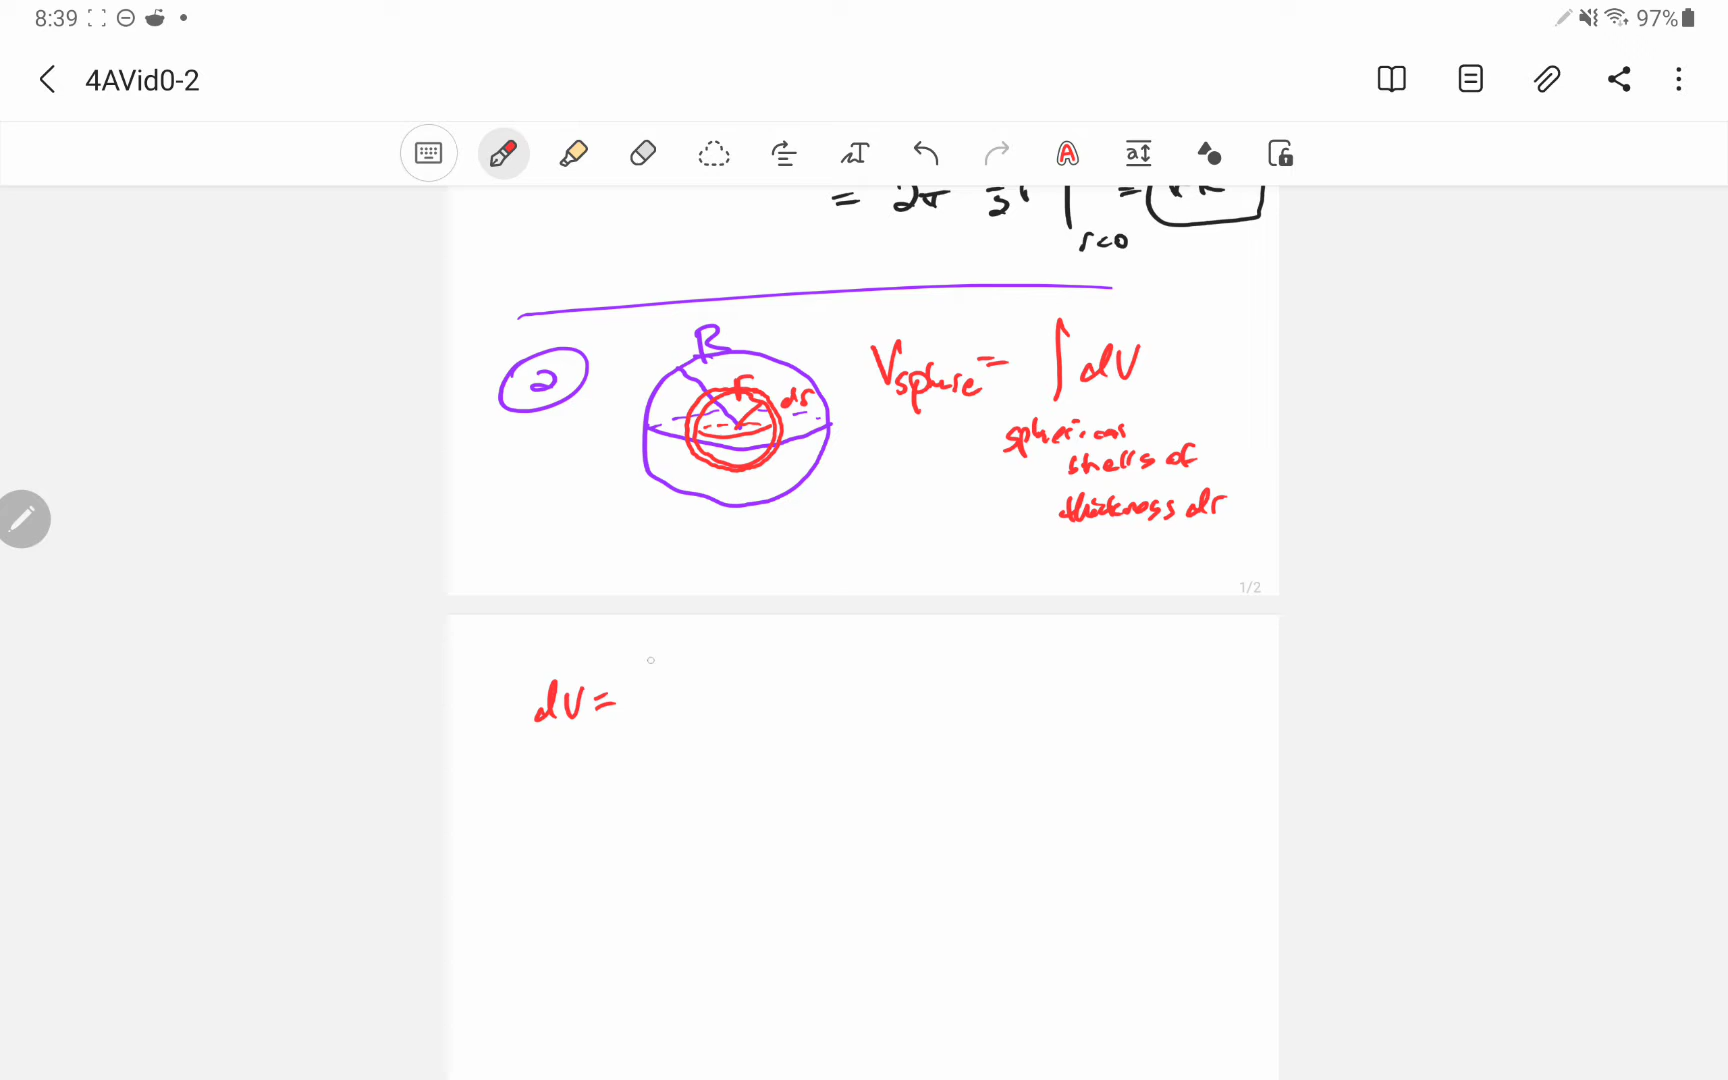 8:39 97%
4AVid0-2
= 2π
r=0
2 R r dr
Vsphere = ∫ dV
spherical
shells of
thickness dr
1/2
dV =